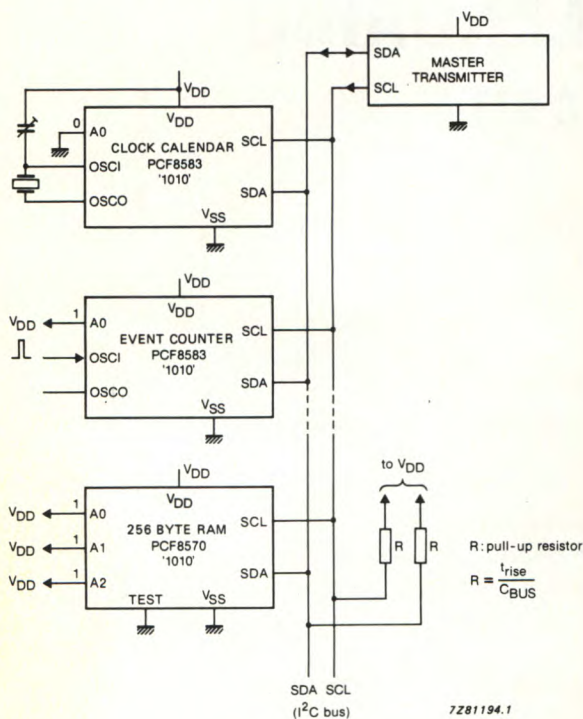 VDD
SDA
MASTER
TRANSMITTER
SCL
VDD
0
A0
VDD
CLOCK CALENDAR
SCL
OSCI
PCF8583
'1010'
SDA
OSCO
VSS
VDD
VDD
1
A0
VDD
EVENT COUNTER
SCL
OSCI
PCF8583
'1010'
SDA
OSCO
VSS
to VDD
VDD
VDD
1
A0
VDD
256 BYTE RAM
SCL
R
R
R: pull-up resistor
VDD
1
A1
PCF8570
'1010'
SDA
R = trise
CBUS
VDD
1
A2
TEST
VSS
SDA SCL
(I2C bus)
7Z81194.1